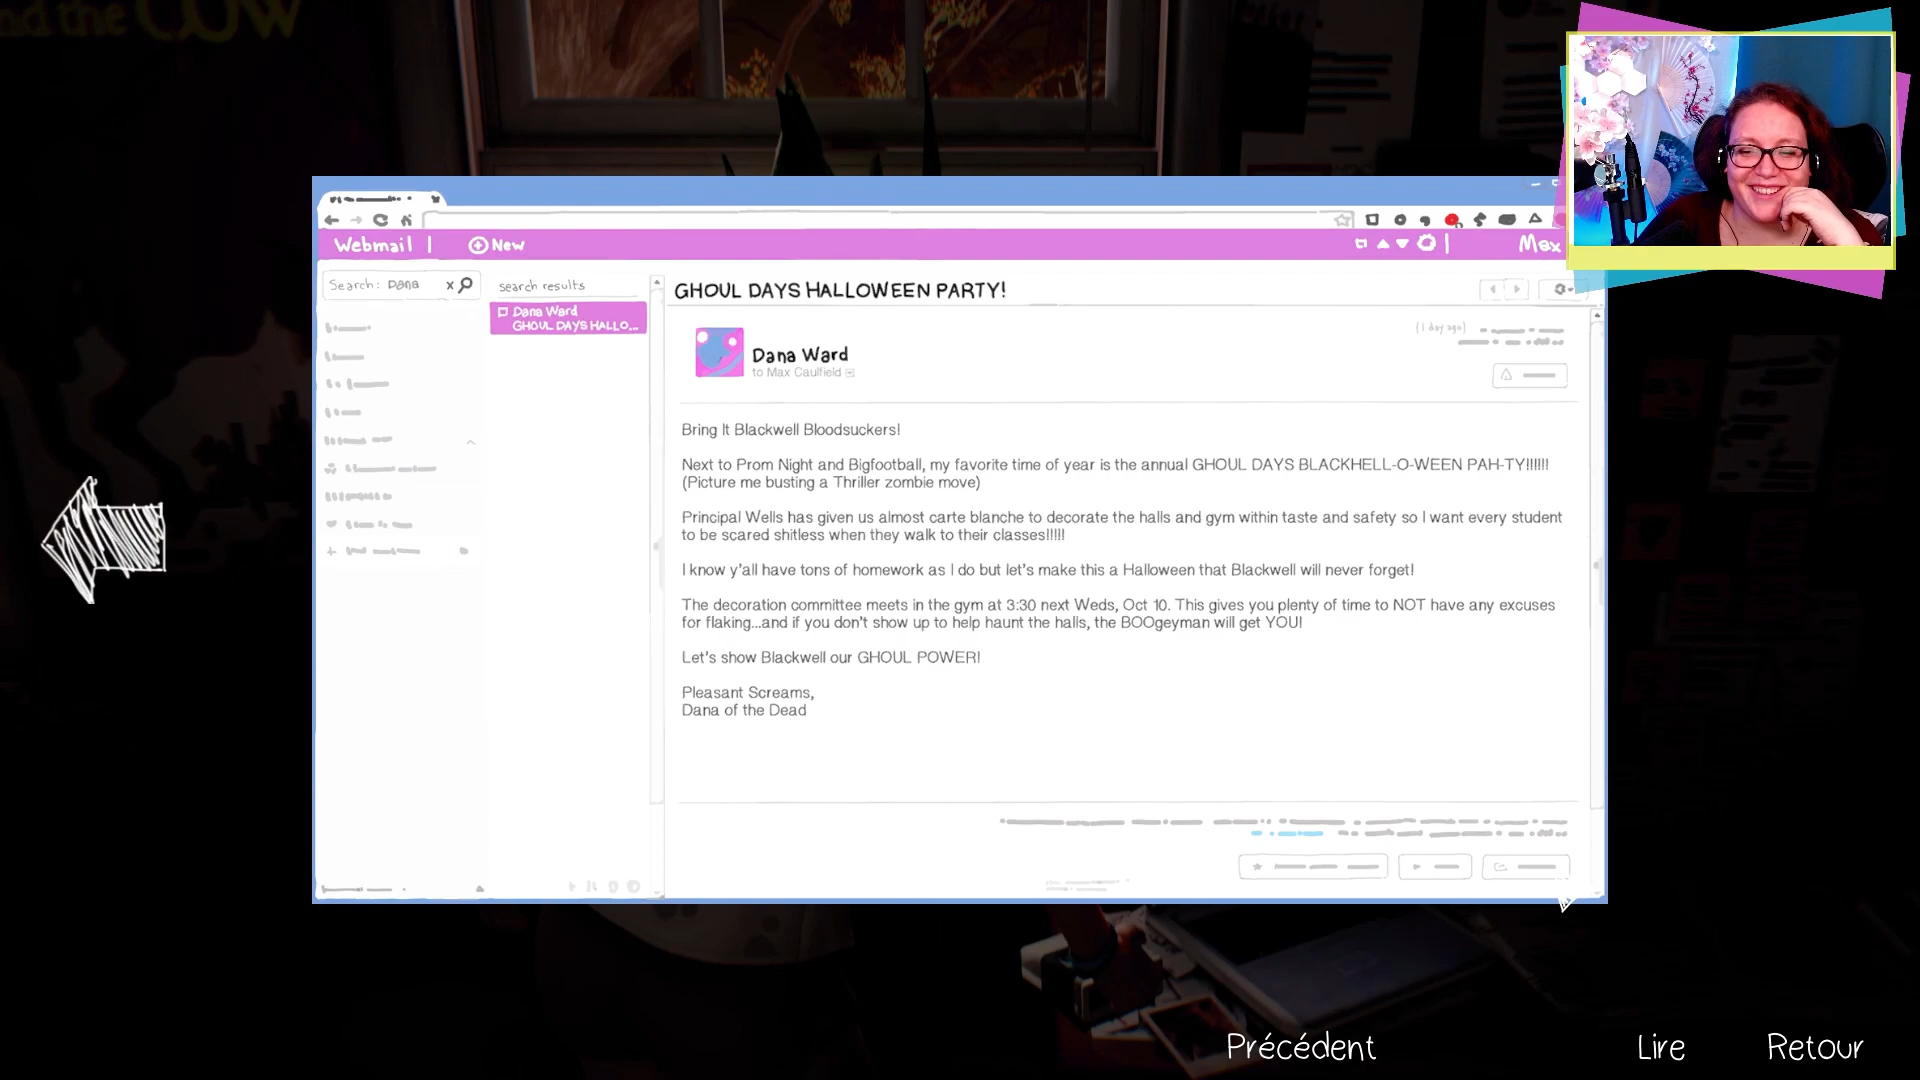 nd the COW
Webmail | New
Max
Search: Dana x
search results
Dana Ward
GHOUL DAYS HALLO...
GHOUL DAYS HALLOWEEN PARTY!
(1 day ago)
Dana Ward
to Max Caulfield
Bring It Blackwell Bloodsuckers!
Next to Prom Night and Bigfootball, my favorite time of year is the annual GHOUL DAYS BLACKHELL-O-WEEN PAH-TY!!!!!!
(Picture me busting a Thriller zombie move)
Principal Wells has given us almost carte blanche to decorate the halls and gym within taste and safety so I want every student
to be scared shitless when they walk to their classes!!!!!
I know y'all have tons of homework as I do but let's make this a Halloween that Blackwell will never forget!
The decoration committee meets in the gym at 3:30 next Weds, Oct 10. This gives you plenty of time to NOT have any excuses
for flaking...and if you don't show up to help haunt the halls, the BOOgeyman will get YOU!
Let's show Blackwell our GHOUL POWER!
Pleasant Screams,
Dana of the Dead
Précédent
Lire
Retour